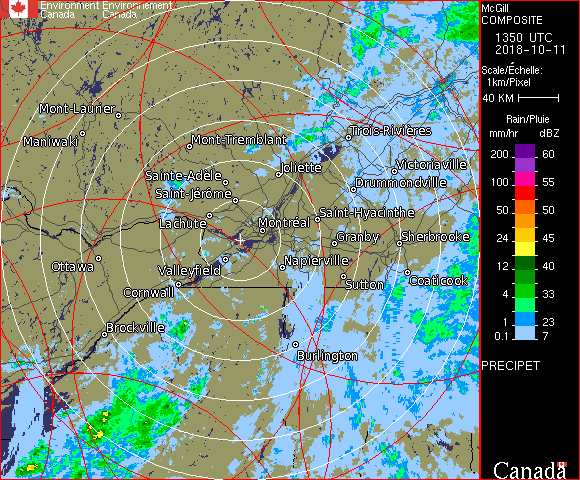 Environment Environnement
Canada Canada
McGill
COMPOSITE
1350 UTC
2018-10-11
Scale/Échelle:
1km/Pixel
40 KM
Rain/Pluie
mm/hr dBZ
200 60
100 55
50 50
24 45
12 40
4 33
1 23
0.1 7
PRECIPET
Canada
Mont-Laurier
Maniwaki
Mont-Tremblant
Trois-Rivières
Joliette
Victoriaville
Sainte-Adèle
Drummondville
Saint-Jérôme
Saint-Hyacinthe
Lachute
Montréal
Granby
Sherbrooke
Ottawa
Valleyfield
Napierville
Sutton
Coaticook
Cornwall
Brockville
Burlington